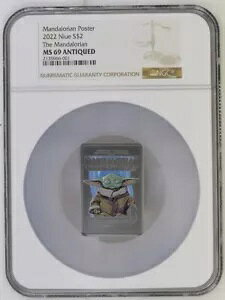 Mandalorian Poster
2022 Niue S$2
The Mandalorian
MS 69 ANTIQUED
NUMISMATIC GUARANTY CORPORATION
NGC